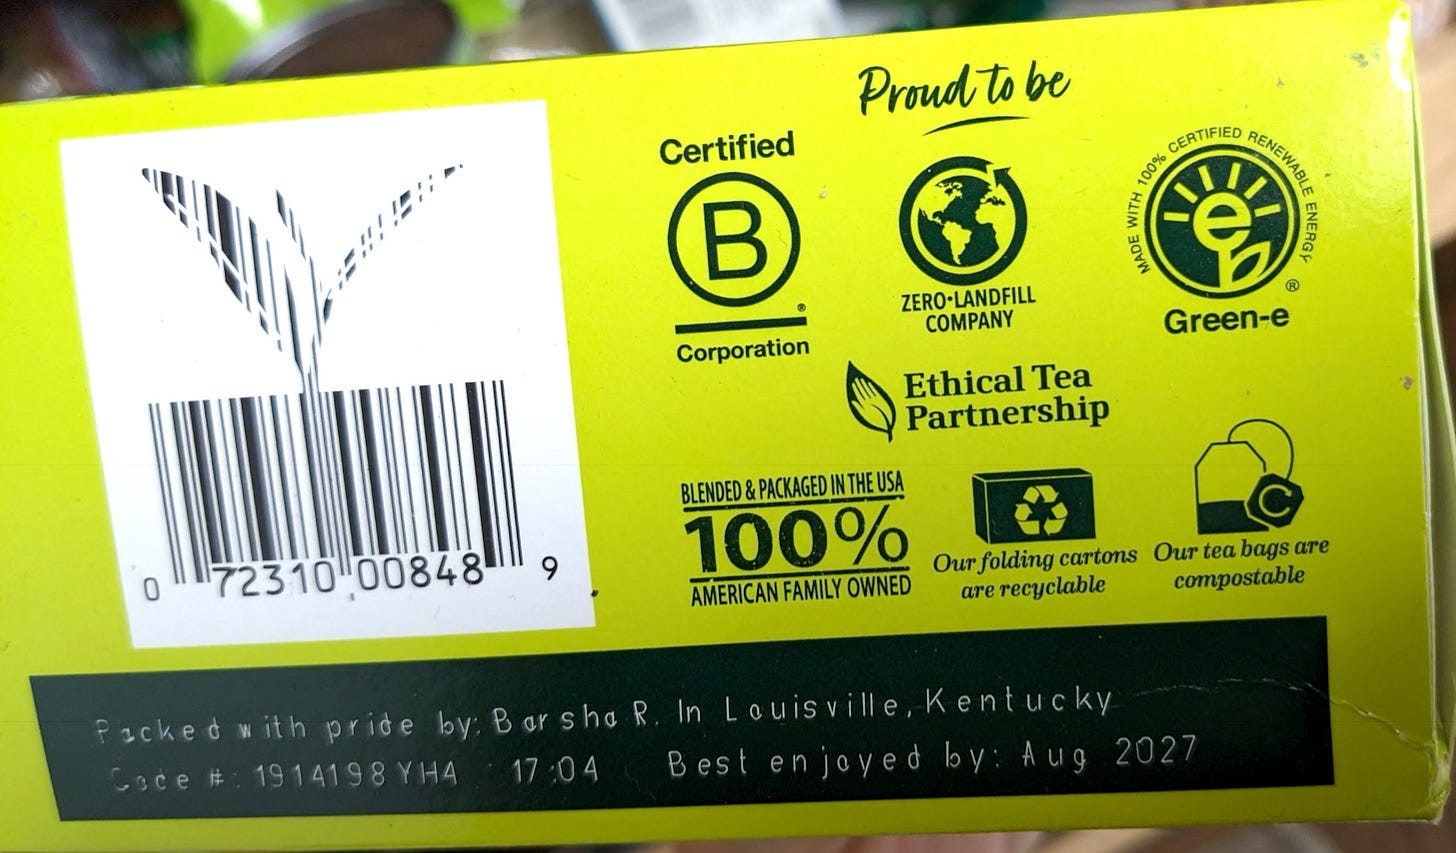 Proud to be
Certified
B
®
Corporation
ZERO•LANDFILL
COMPANY
MADE WITH 100% CERTIFIED RENEWABLE ENERGY
e
®
Green-e
Ethical Tea
Partnership
BLENDED & PACKAGED IN THE USA
100%
AMERICAN FAMILY OWNED
Our folding cartons
are recyclable
C
Our tea bags are
compostable
0 72310 00848 9
Packed with pride by: Barsha R. In Louisville, Kentucky
Code #: 1914198YHA 17:04 Best enjoyed by: Aug 2027